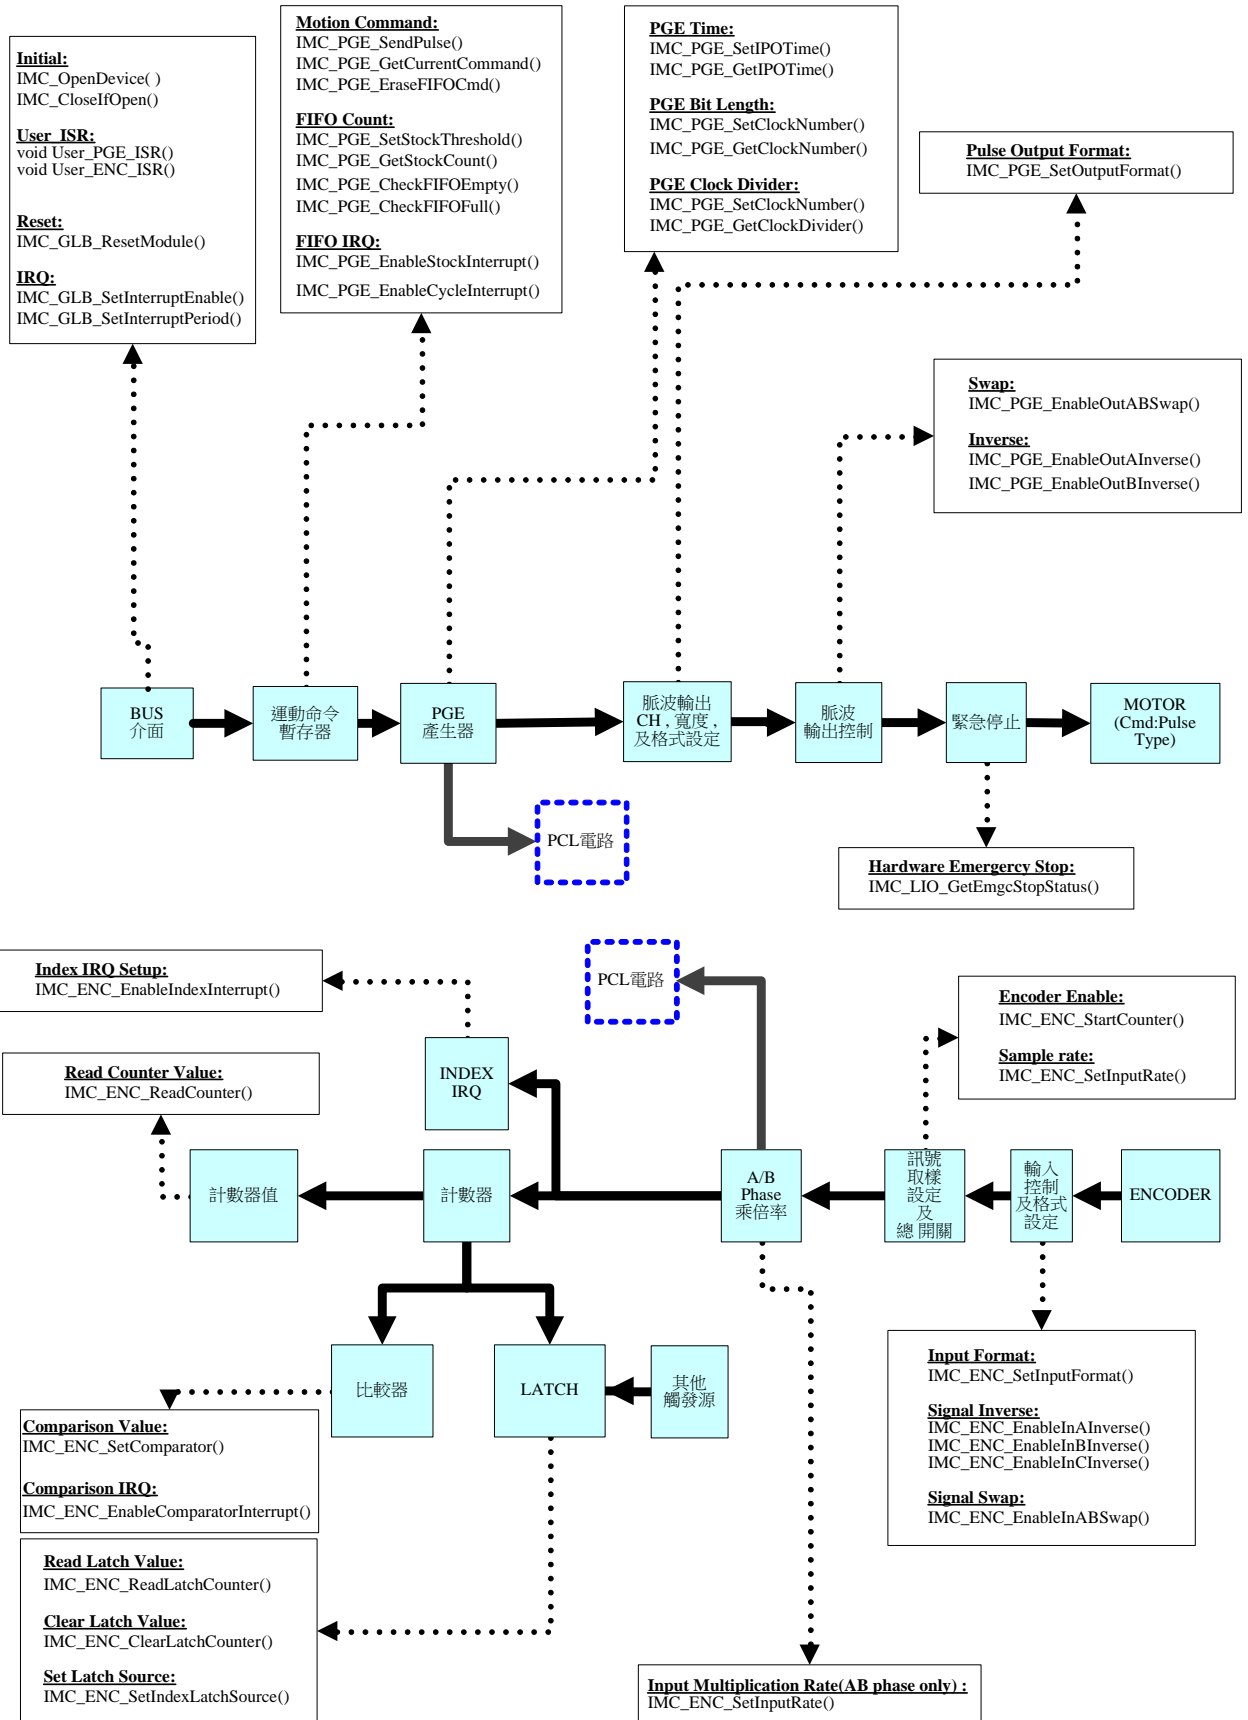 Initial:
IMC_OpenDevice( )
IMC_CloseIfOpen()
User_ISR:
void User_PGE_ISR()
void User_ENC_ISR()
Reset:
IMC_GLB_ResetModule()
IRQ:
IMC_GLB_SetInterruptEnable()
IMC_GLB_SetInterruptPeriod()
Motion Command:
IMC_PGE_SendPulse()
IMC_PGE_GetCurrentCommand()
IMC_PGE_EraseFIFOCmd()
FIFO Count:
IMC_PGE_SetStockThreshold()
IMC_PGE_GetStockCount()
IMC_PGE_CheckFIFOEmpty()
IMC_PGE_CheckFIFOFull()
FIFO IRQ:
IMC_PGE_EnableStockInterrupt()
IMC_PGE_EnableCycleInterrupt()
PGE Time:
IMC_PGE_SetIPOTime()
IMC_PGE_GetIPOTime()
PGE Bit Length:
IMC_PGE_SetClockNumber()
IMC_PGE_GetClockNumber()
PGE Clock Divider:
IMC_PGE_SetClockNumber()
IMC_PGE_GetClockDivider()
Pulse Output Format:
IMC_PGE_SetOutputFormat()
Swap:
IMC_PGE_EnableOutABSwap()
Inverse:
IMC_PGE_EnableOutAInverse()
IMC_PGE_EnableOutBInverse()
BUS
介面
運動命令
暫存器
PGE
產生器
脈波輸出
CH , 寬度 ,
及格式設定
脈波
輸出控制
緊急停止
MOTOR
(Cmd:Pulse
Type)
PCL電路
Hardware Emergercy Stop:
IMC_LIO_GetEmgcStopStatus()
Index IRQ Setup:
IMC_ENC_EnableIndexInterrupt()
PCL電路
Encoder Enable:
IMC_ENC_StartCounter()
Sample rate:
IMC_ENC_SetInputRate()
Read Counter Value:
IMC_ENC_ReadCounter()
INDEX
IRQ
計數器值
計數器
A/B
Phase
乘倍率
訊號
取樣
設定
及
總 開關
輸入
控制
及格式
設定
ENCODER
比較器
LATCH
其他
觸發源
Input Format:
IMC_ENC_SetInputFormat()
Signal Inverse:
IMC_ENC_EnableInAInverse()
IMC_ENC_EnableInBInverse()
IMC_ENC_EnableInCInverse()
Signal Swap:
IMC_ENC_EnableInABSwap()
Comparison Value:
IMC_ENC_SetComparator()
Comparison IRQ:
IMC_ENC_EnableComparatorInterrupt()
Read Latch Value:
IMC_ENC_ReadLatchCounter()
Clear Latch Value:
IMC_ENC_ClearLatchCounter()
Set Latch Source:
IMC_ENC_SetIndexLatchSource()
Input Multiplication Rate(AB phase only) :
IMC_ENC_SetInputRate()